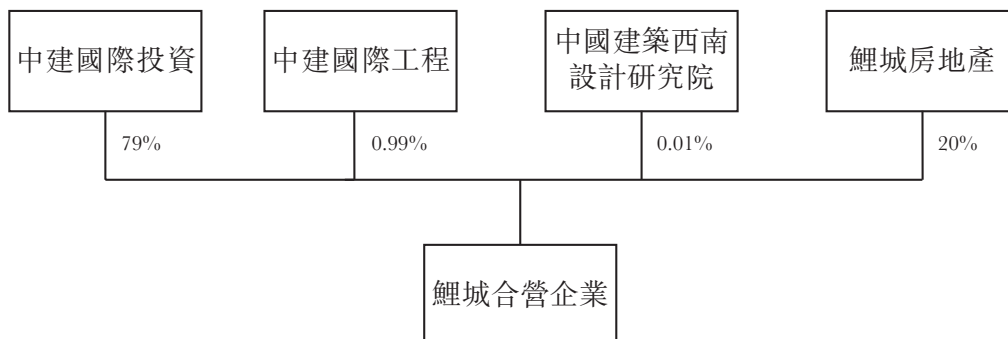 中建國際投資
中建國際工程
中國建築西南
設計研究院
鯉城房地產
79%
0.99%
0.01%
20%
鯉城合營企業